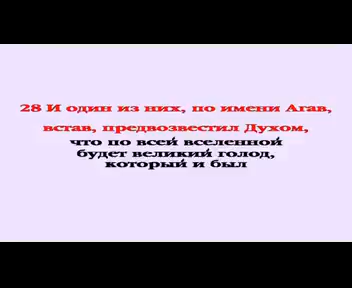 28 И один из них, по имени Агав,
встав, предвозвестил Духом,
что по всей вселенной
будет великий голод,
который и был